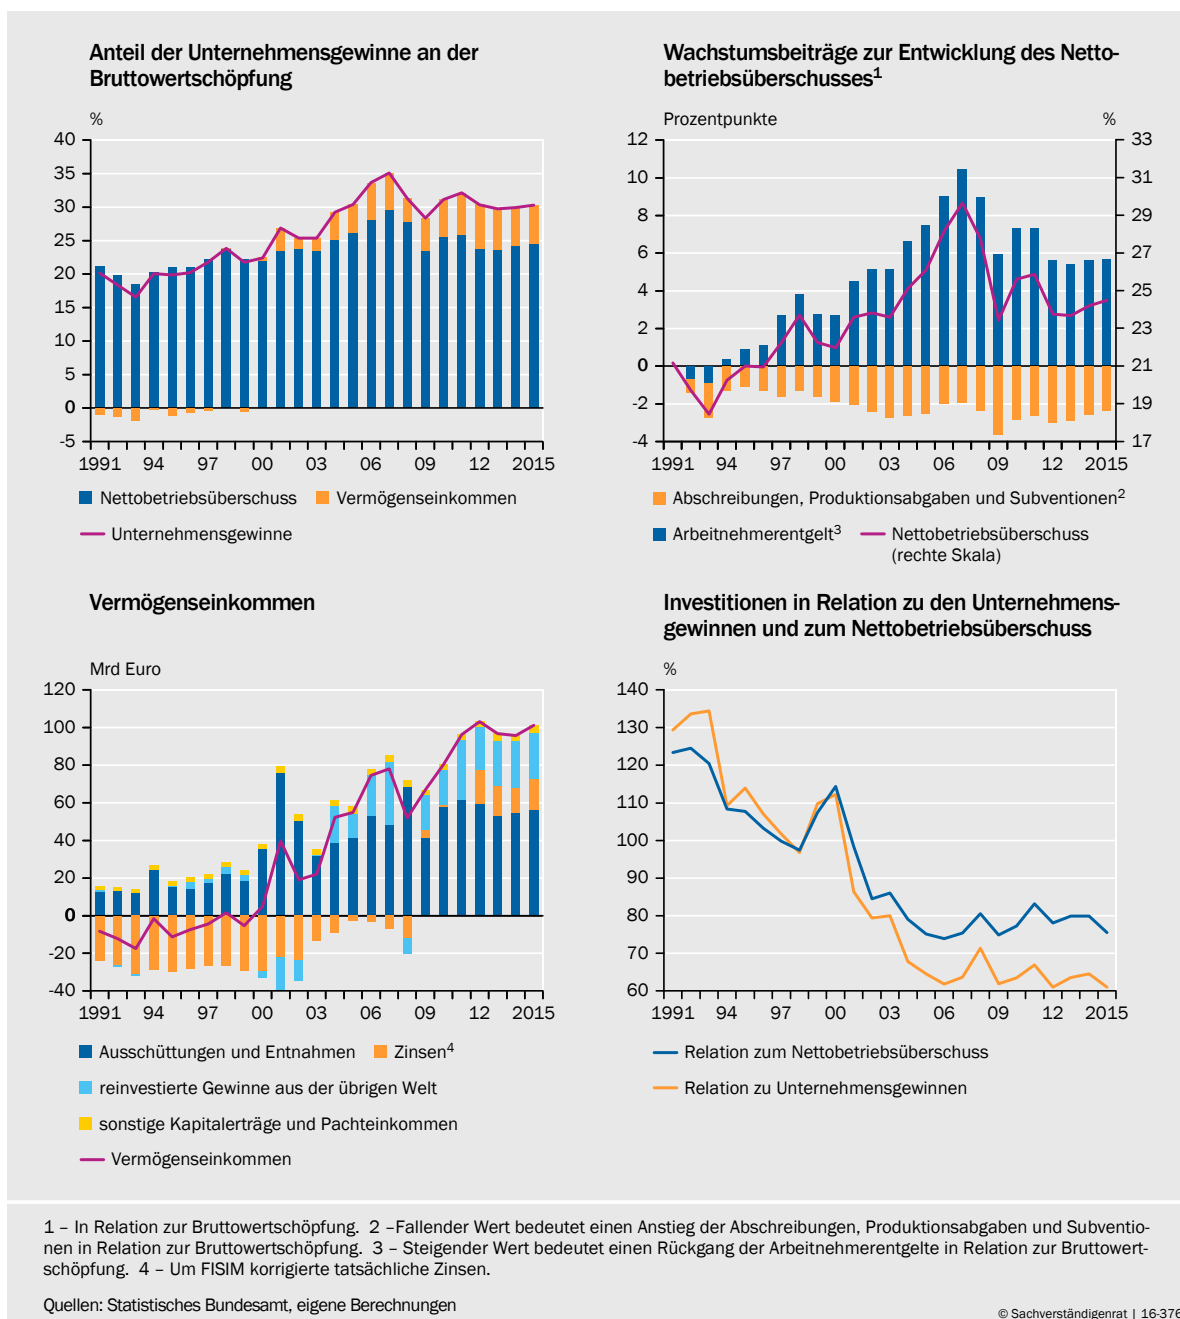 Anteil der Unternehmensgewinne an der
Bruttowertschöpfung
%
40
35
30
25
20
15
10
5
0
-5
1991 94 97 00 03 06 09 12 2015
Nettobetriebsüberschuss Vermögenseinkommen
Unternehmensgewinne
Wachstumsbeiträge zur Entwicklung des Netto-
betriebsüberschusses1
Prozentpunkte %
12 33
10 31
8 29
6 27
4 25
2 23
0 21
-2 19
-4 17
1991 94 97 00 03 06 09 12 2015
Abschreibungen, Produktionsabgaben und Subventionen2
Arbeitnehmerentgelt3 Nettobetriebsüberschuss
(rechte Skala)
Vermögenseinkommen
Mrd Euro
120
100
80
60
40
20
0
-20
-40
1991 94 97 00 03 06 09 12 2015
Ausschüttungen und Entnahmen Zinsen4
reinvestierte Gewinne aus der übrigen Welt
sonstige Kapitalerträge und Pachteinkommen
Vermögenseinkommen
Investitionen in Relation zu den Unternehmens-
gewinnen und zum Nettobetriebsüberschuss
%
140
130
120
110
100
90
80
70
60
1991 94 97 00 03 06 09 12 2015
Relation zum Nettobetriebsüberschuss
Relation zu Unternehmensgewinnen
1 – In Relation zur Bruttowertschöpfung. 2 –Fallender Wert bedeutet einen Anstieg der Abschreibungen, Produktionsabgaben und Subventio-
nen in Relation zur Bruttowertschöpfung. 3 – Steigender Wert bedeutet einen Rückgang der Arbeitnehmerentgelte in Relation zur Bruttowert-
schöpfung. 4 – Um FISIM korrigierte tatsächliche Zinsen.
Quellen: Statistisches Bundesamt, eigene Berechnungen
© Sachverständigenrat | 16-376